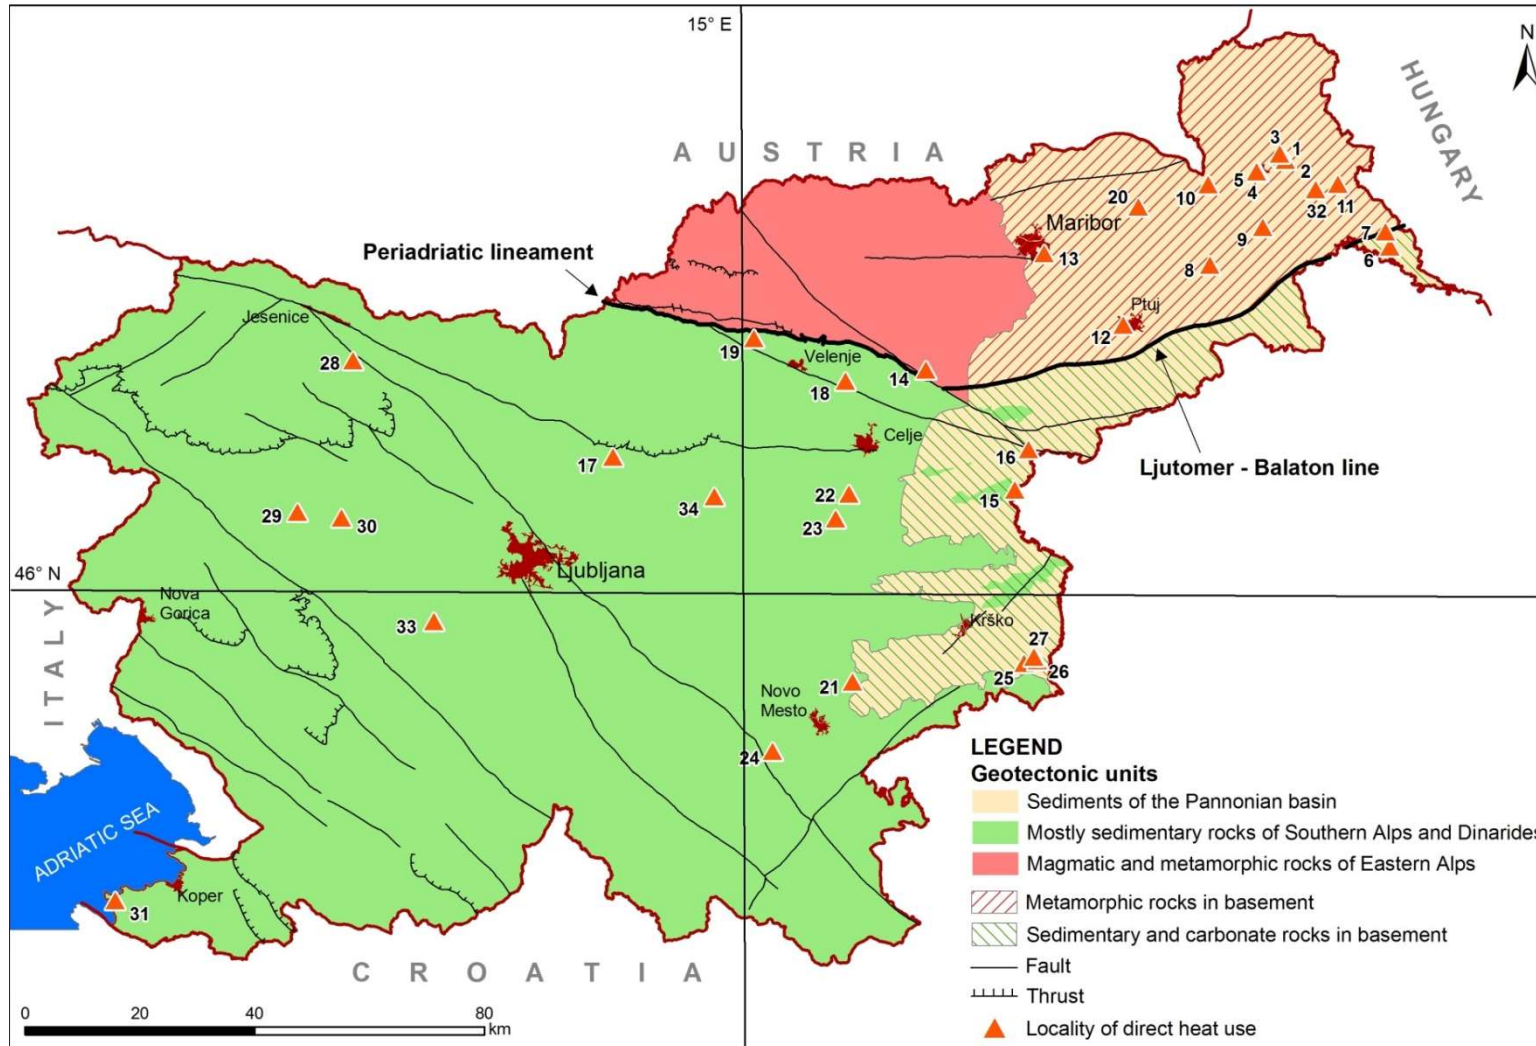 15° E
N
HUNGARY
AUSTRIA
3
1
2
5
4
10
20
32
11
Maribor
Periadriatic lineament
13
9
7
6
8
Ptuj
12
Jesenice
28
19
Velenje
14
18
Celje
16
Ljutomer - Balaton line
17
15
22
34
23
29
30
46° N
Ljubljana
Nova
Gorica
33
Krško
27
26
25
ITALY
21
Novo
Mesto
24
ADRIATIC SEA
Koper
31
CROATIA
LEGEND
Geotectonic units
Sediments of the Pannonian basin
Mostly sedimentary rocks of Southern Alps and Dinarides
Magmatic and metamorphic rocks of Eastern Alps
Metamorphic rocks in basement
Sedimentary and carbonate rocks in basement
Fault
Thrust
Locality of direct heat use
0 20 40 80
km